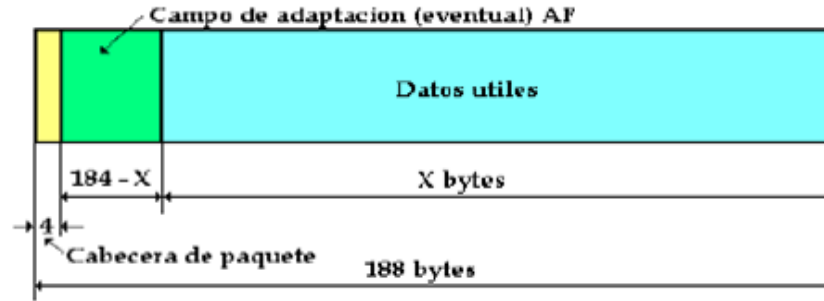 Campo de adaptacion (eventual) AF
Datos utiles
184 - X
X bytes
4
Cabecera de paquete
188 bytes